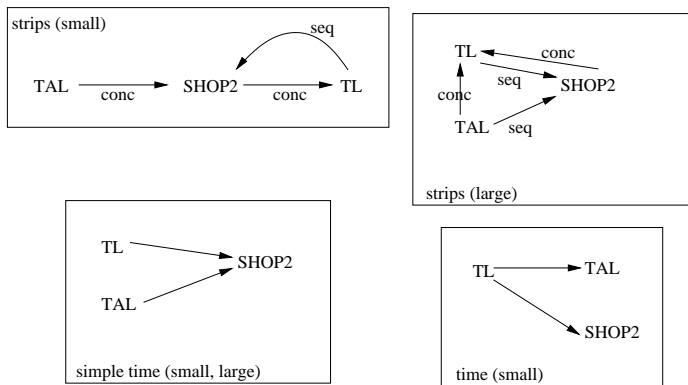 strips (small)
seq
TAL
conc
SHOP2
conc
TL
TL
conc
seq
SHOP2
conc
TAL
seq
strips (large)
TL
SHOP2
TAL
simple time (small, large)
TL
TAL
SHOP2
time (small)